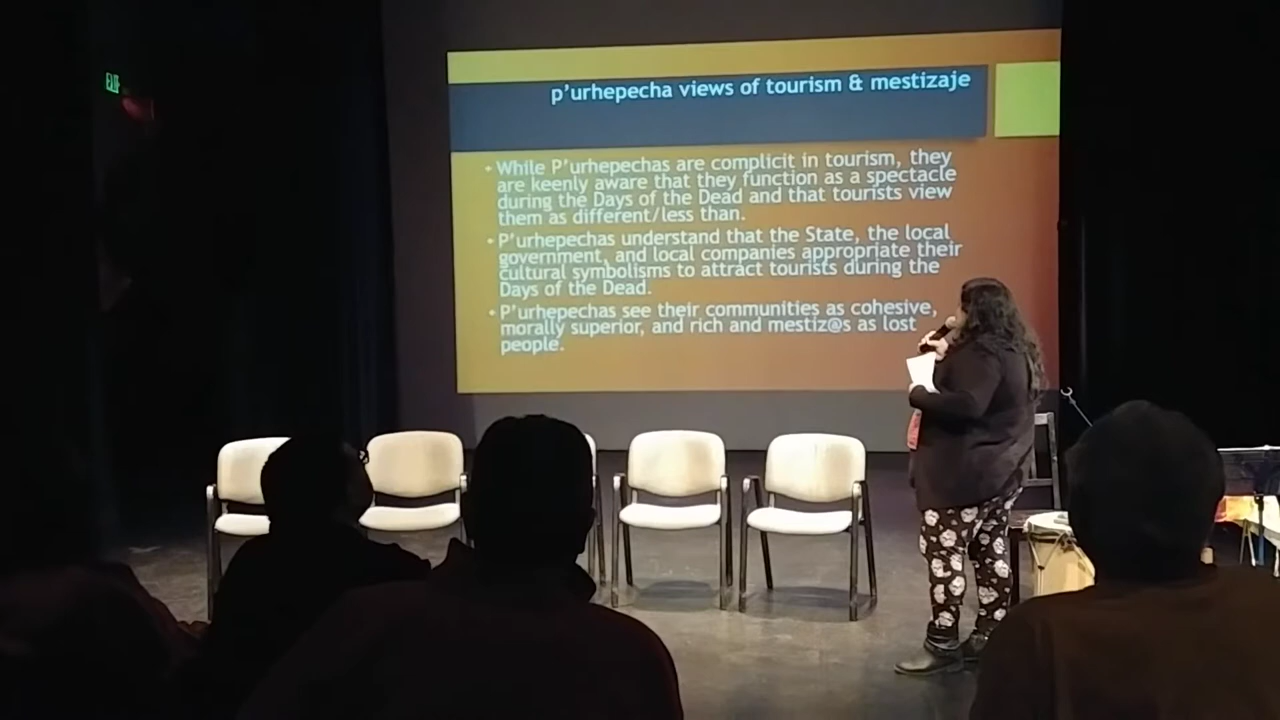 EXIT
p'urhepecha views of tourism & mestizaje
• While P'urhepechas are complicit in tourism, they
are keenly aware that they function as a spectacle
during the Days of the Dead and that tourists view
them as different/less than.
• P'urhepechas understand that the State, the local
government, and local companies appropriate their
cultural symbolisms to attract tourists during the
Days of the Dead.
• P'urhepechas see their communities as cohesive,
morally superior, and rich and mestiz@s as lost
people.